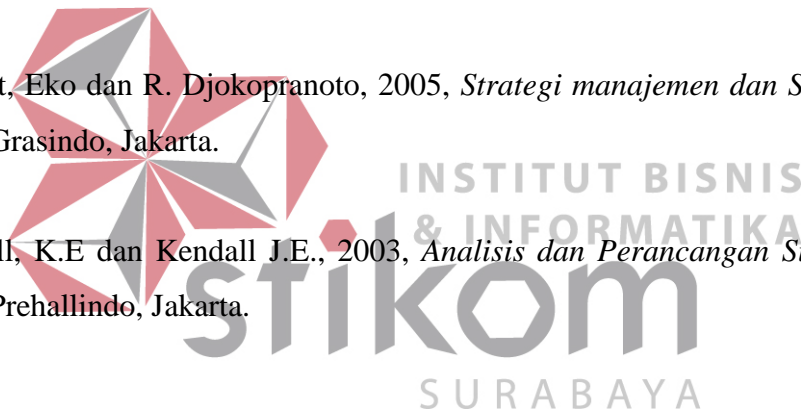 t, Eko dan R. Djokopranoto, 2005, Strategi manajemen dan S
Grasindo, Jakarta.
INSTITUT BISNIS
& INFORMATIKA
ll, K.E dan Kendall J.E., 2003, Analisis dan Perancangan Si
Prehallindo, Jakarta.
stikom
SURABAYA